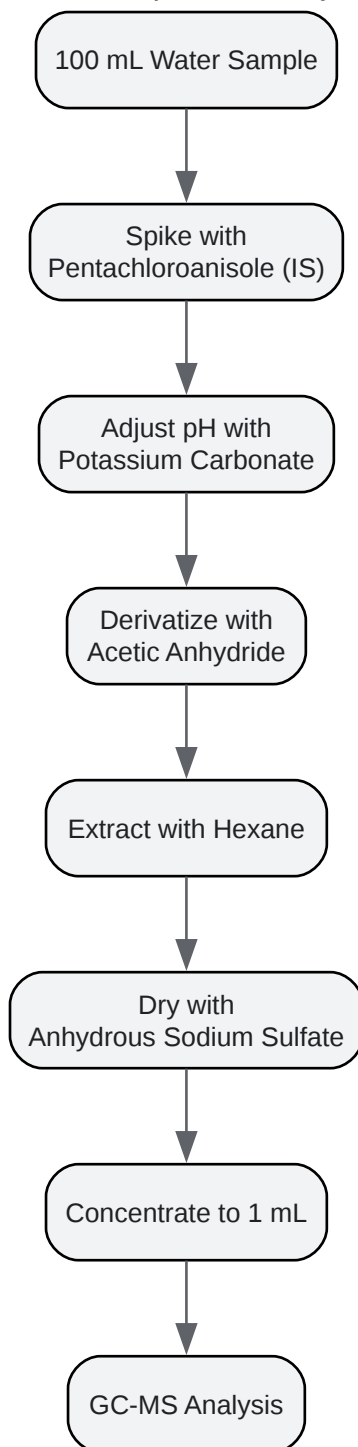 100 mL Water Sample
Spike with
Pentachloroanisole (IS)
Adjust pH with
Potassium Carbonate
Derivatize with
Acetic Anhydride
Extract with Hexane
Dry with
Anhydrous Sodium Sulfate
Concentrate to 1 mL
GC-MS Analysis